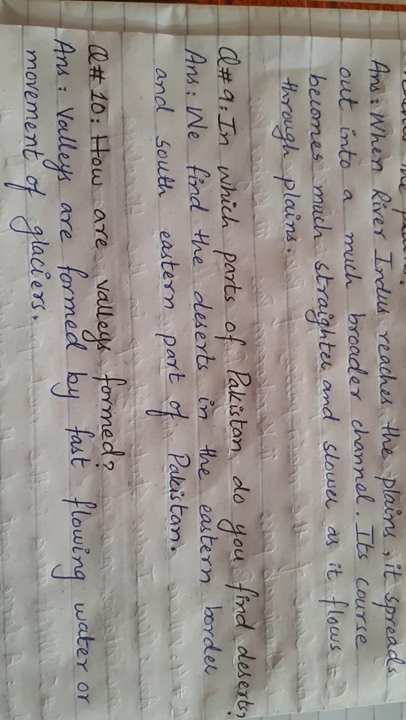 the plains.
Ans: When River Indus reaches the plains, it spreads
out into a much broader channel. Its course
becomes much straighter and slower as it flows
through plains.
Q#9: In which parts of Pakistan do you find deserts?
Ans: We find the deserts in the eastern border
and south eastern part of Pakistan.
Q#10: How are valleys formed?
Ans: Valleys are formed by fast flowing water or
movement of glaciers.